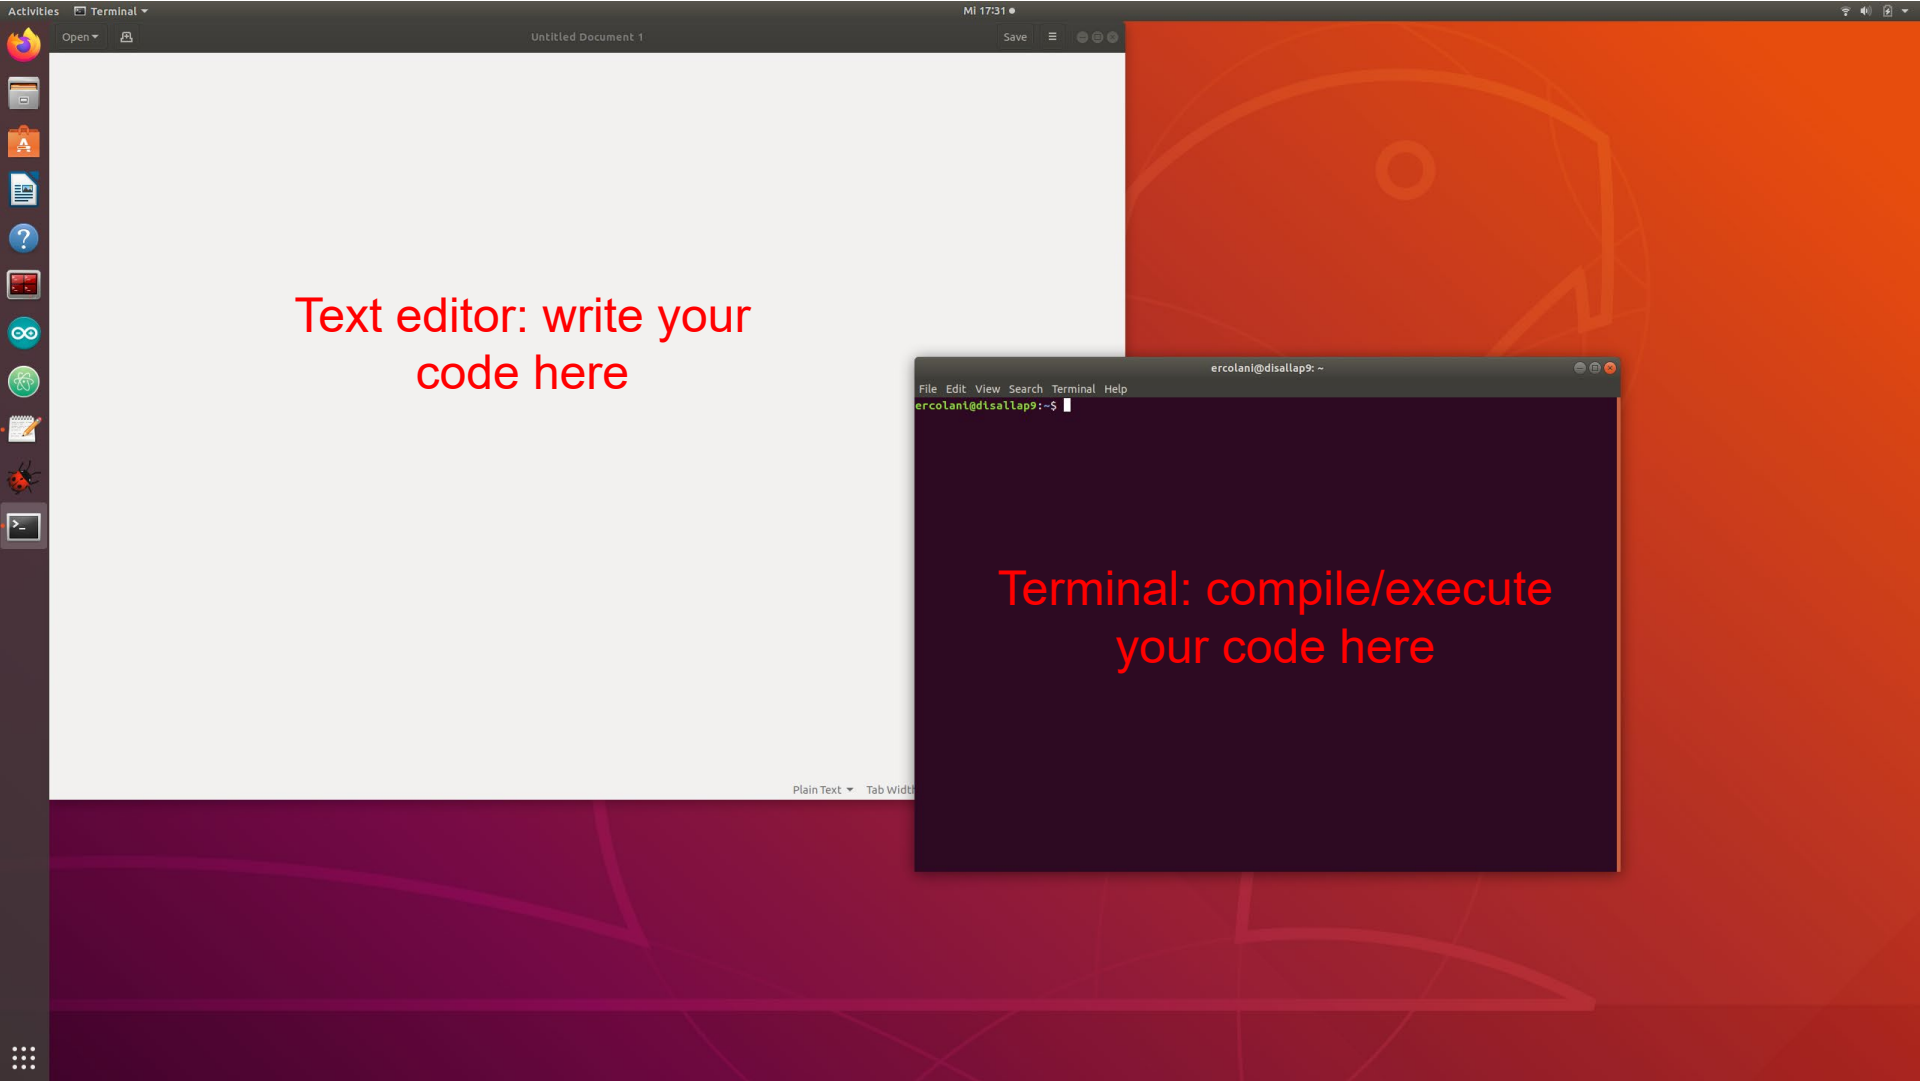 Activities Terminal Mi 17:31
Open Untitled Document 1 Save
Text editor: write your
code here
ercolani@disallap9: ~
File Edit View Search Terminal Help
ercolani@disallap9:~$
Terminal: compile/execute
your code here
Plain Text Tab Width